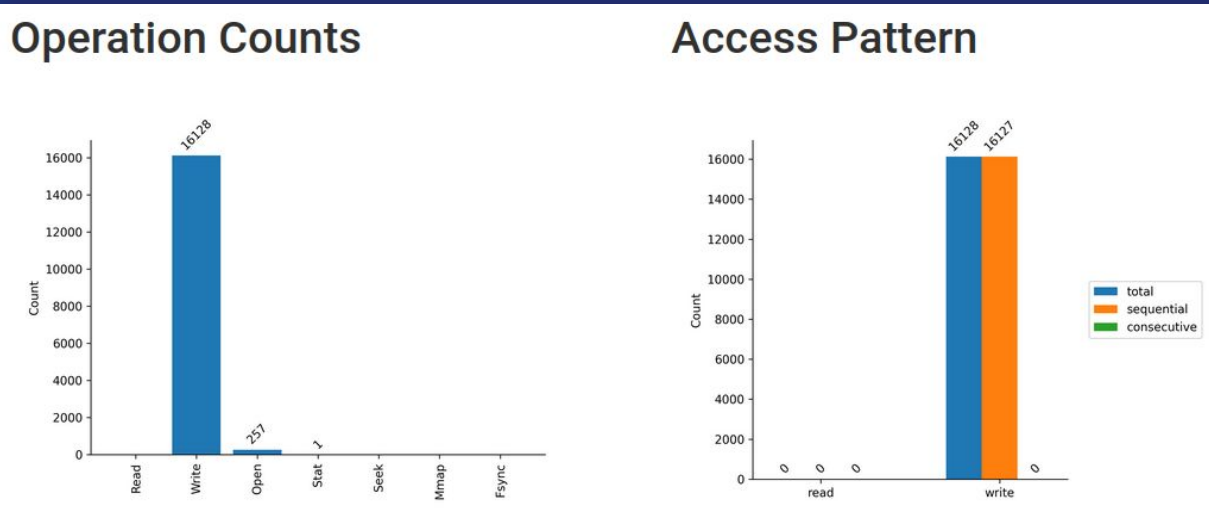 Operation Counts
Access Pattern
16128
16000
14000
12000
10000
8000
6000
4000
2000
0
Count
257
1
Read
Write
Open
Stat
Seek
Mmap
Fsync
16128
16127
16000
14000
12000
10000
8000
6000
4000
2000
0
Count
0
0
0
0
read
write
total
sequential
consecutive